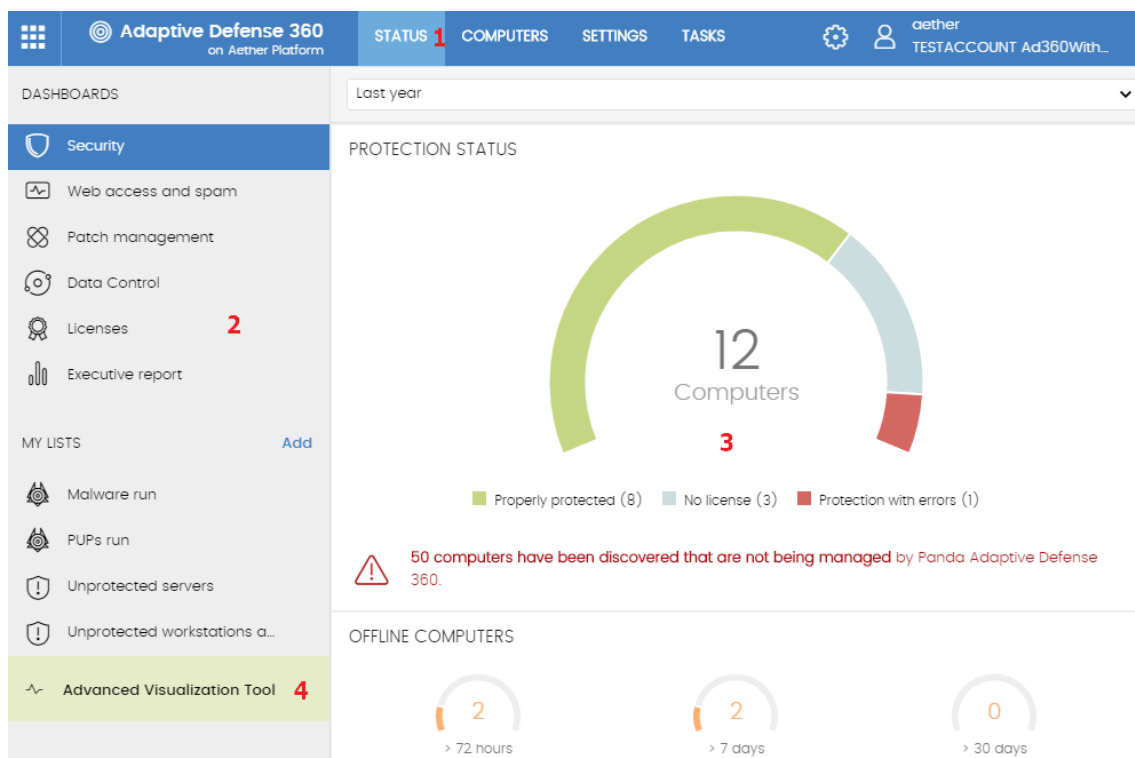 Adaptive Defense 360
on Aether Platform
STATUS 1 COMPUTERS SETTINGS TASKS
aether
TESTACCOUNT Ad360With...
DASHBOARDS
Last year
Security
Web access and spam
Patch management
Data Control
Licenses
2
Executive report
MY LISTS Add
Malware run
PUPs run
Unprotected servers
Unprotected workstations a...
Advanced Visualization Tool 4
PROTECTION STATUS
12
Computers
3
Properly protected (8) No license (3) Protection with errors (1)
50 computers have been discovered that are not being managed by Panda Adaptive Defense
360.
OFFLINE COMPUTERS
2 2 0
> 72 hours > 7 days > 30 days